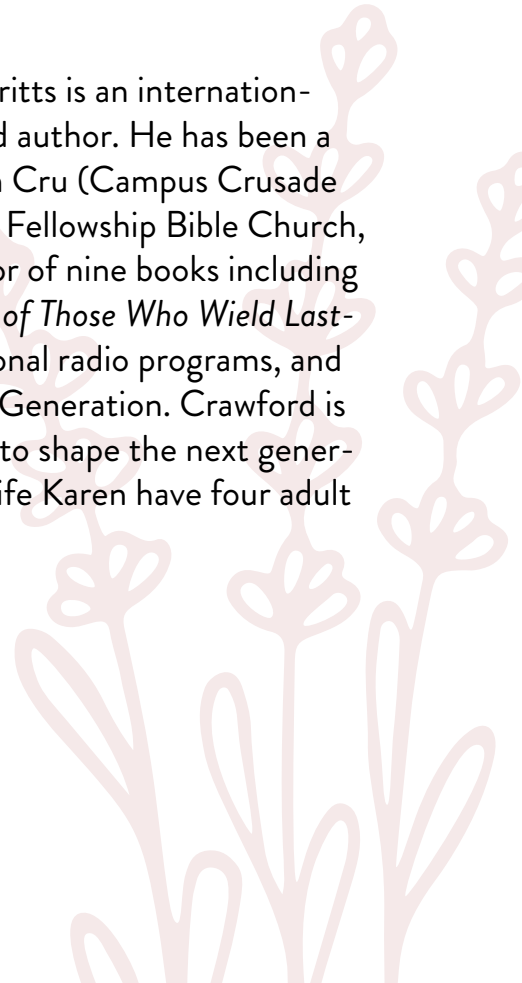 ritts is an internation-
d author. He has been a
n Cru (Campus Crusade
Fellowship Bible Church,
or of nine books including
of Those Who Wield Last-
onal radio programs, and
Generation. Crawford is
to shape the next gener-
ife Karen have four adult